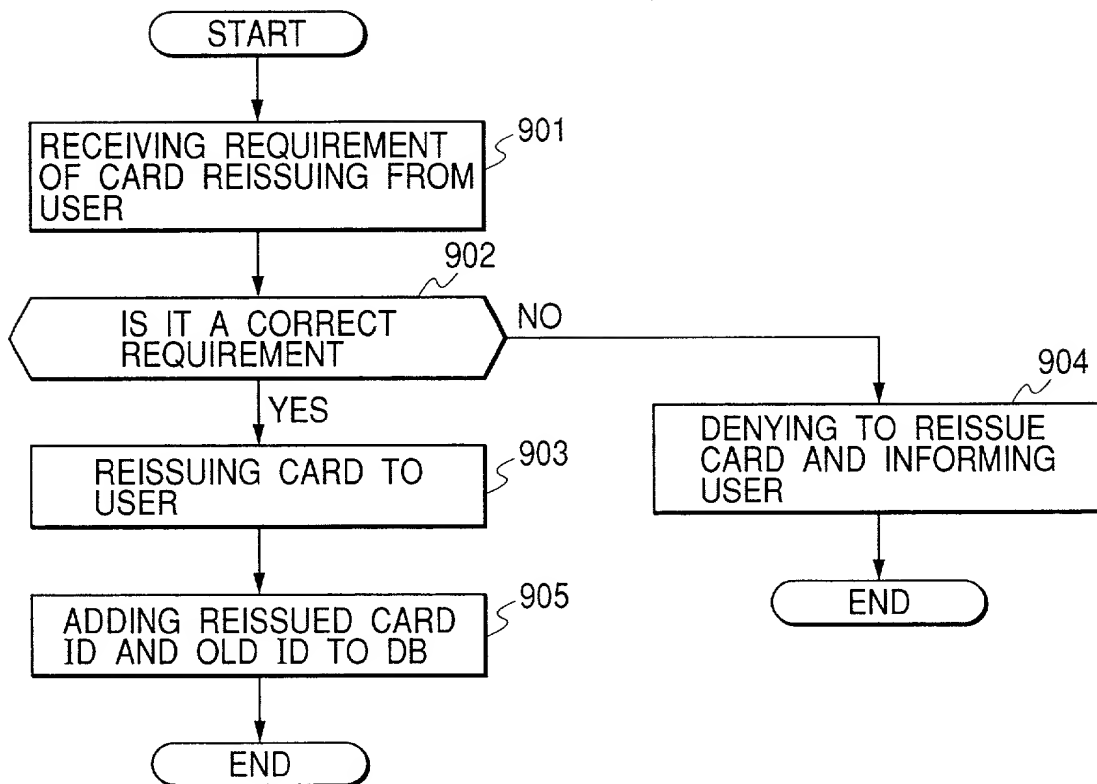 START
901
RECEIVING REQUIREMENT
OF CARD REISSUING FROM
USER
902
IS IT A CORRECT
REQUIREMENT
NO
YES
903
REISSUING CARD TO
USER
904
DENYING TO REISSUE
CARD AND INFORMING
USER
905
ADDING REISSUED CARD
ID AND OLD ID TO DB
END
END